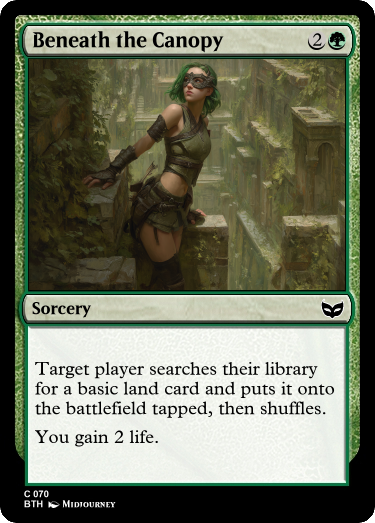 Beneath the Canopy 2
Sorcery
Target player searches their library
for a basic land card and puts it onto
the battlefield tapped, then shuffles.
You gain 2 life.
C 070
BTH Midjourney